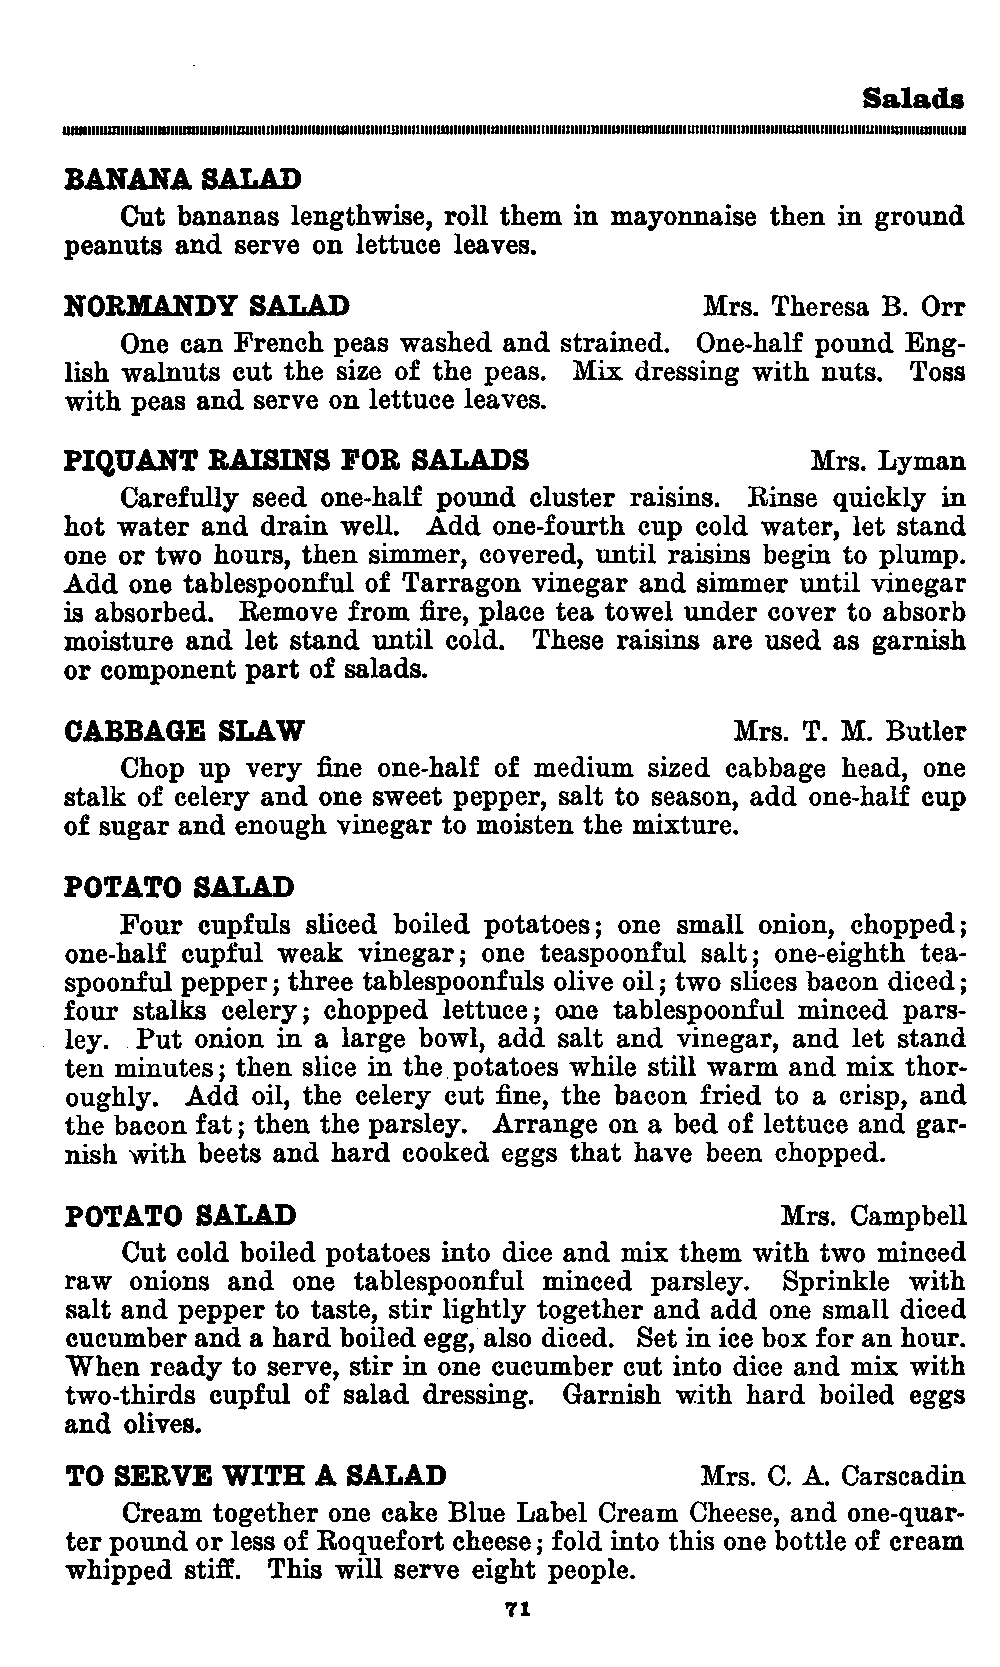 Salads
BANANA SALAD
Cut bananas lengthwise, roll them in mayonnaise then in ground
peanuts and serve on lettuce leaves.
NORMANDY SALAD Mrs. Theresa B. Orr
One can French peas washed and strained. One-half pound Eng-
lish walnuts cut the size of the peas. Mix dressing with nuts. Toss
with peas and serve on lettuce leaves.
PIQUANT RAISINS FOR SALADS Mrs. Lyman
Carefully seed one-half pound cluster raisins. Rinse quickly in
hot water and drain well. Add one-fourth cup cold water, let stand
one or two hours, then simmer, covered, until raisins begin to plump.
Add one tablespoonful of Tarragon vinegar and simmer until vinegar
is absorbed. Remove from fire, place tea towel under cover to absorb
moisture and let stand until cold. These raisins are used as garnish
or component part of salads.
CABBAGE SLAW Mrs. T. M. Butler
Chop up very fine one-half of medium sized cabbage head, one
stalk of celery and one sweet pepper, salt to season, add one-half cup
of sugar and enough vinegar to moisten the mixture.
POTATO SALAD
Four cupfuls sliced boiled potatoes; one small onion, chopped;
one-half cupful weak vinegar; one teaspoonful salt; one-eighth tea-
spoonful pepper; three tablespoonfuls olive oil; two slices bacon diced;
four stalks celery; chopped lettuce; one tablespoonful minced pars-
ley. Put onion in a large bowl, add salt and vinegar, and let stand
ten minutes; then slice in the potatoes while still warm and mix thor-
oughly. Add oil, the celery cut fine, the bacon fried to a crisp, and
the bacon fat; then the parsley. Arrange on a bed of lettuce and gar-
nish with beets and hard cooked eggs that have been chopped.
POTATO SALAD Mrs. Campbell
Cut cold boiled potatoes into dice and mix them with two minced
raw onions and one tablespoonful minced parsley. Sprinkle with
salt and pepper to taste, stir lightly together and add one small diced
cucumber and a hard boiled egg, also diced. Set in ice box for an hour.
When ready to serve, stir in one cucumber cut into dice and mix with
two-thirds cupful of salad dressing. Garnish with hard boiled eggs
and olives.
TO SERVE WITH A SALAD Mrs. C. A. Carscadin
Cream together one cake Blue Label Cream Cheese, and one-quar-
ter pound or less of Roquefort cheese; fold into this one bottle of cream
whipped stiff. This will serve eight people.
71